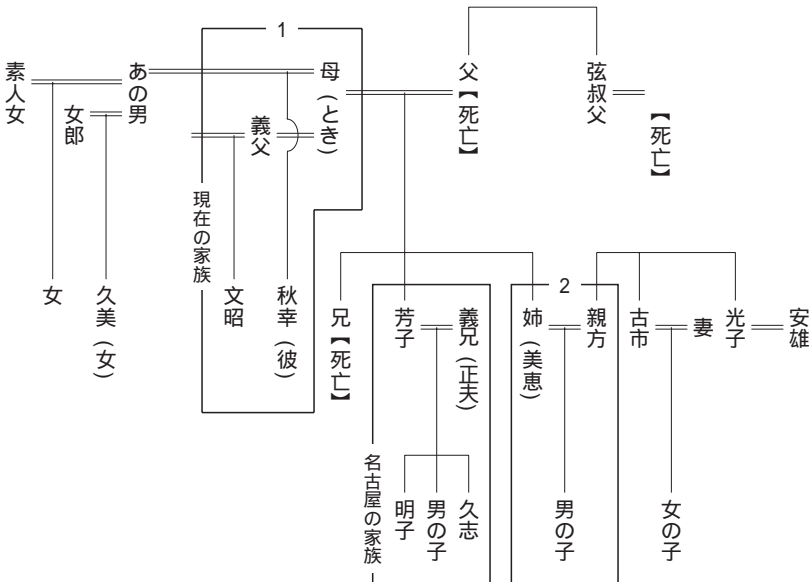 1
素人女
あの男
女郎
母（とき）
義父
父【死亡】
弦叔父
【死亡】
現在の家族
女
久美（女）
文昭
秋幸（彼）
兄【死亡】
芳子
義兄（正夫）
2
姉（美恵）
親方
古市
妻
光子
安雄
名古屋の家族
明子
男の子
久志
男の子
女の子